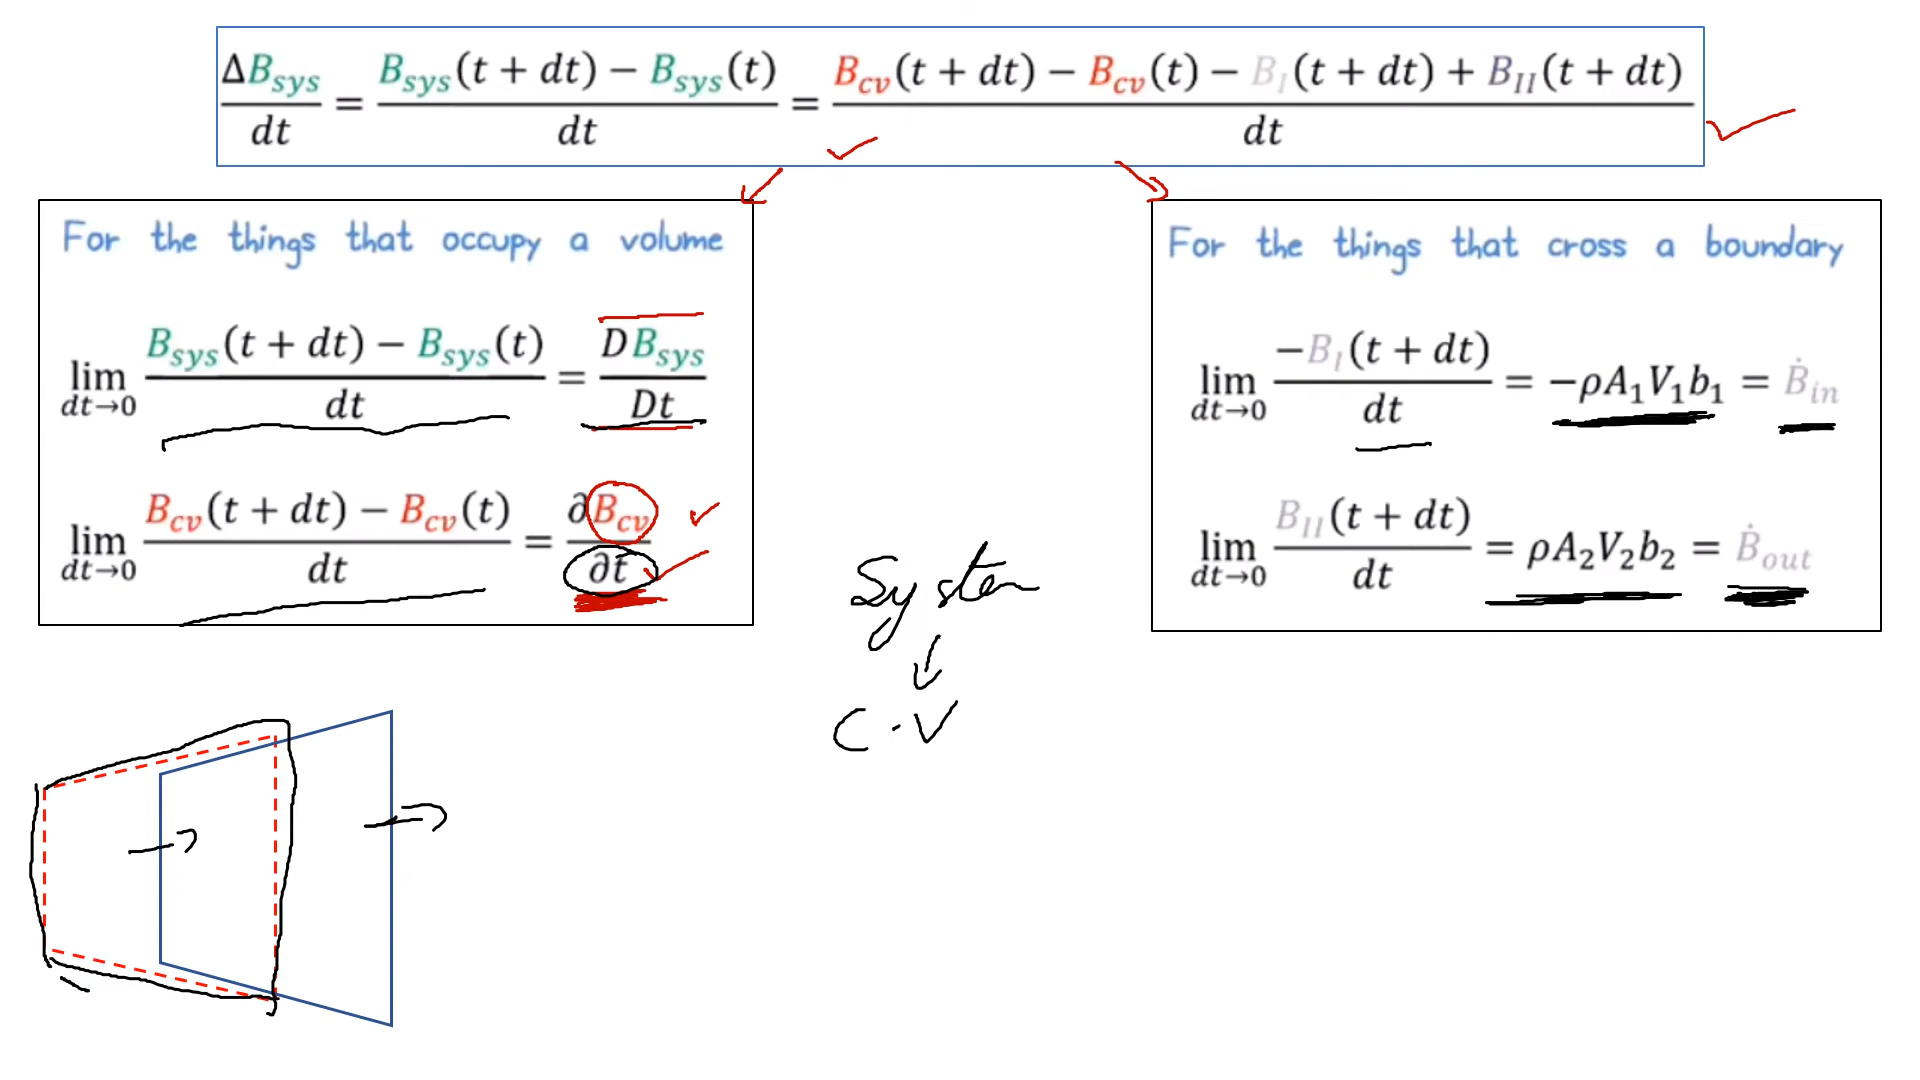 ΔB_sys/dt = (B_sys(t + dt) − B_sys(t))/dt = (B_cv(t + dt) − B_cv(t) − B_I(t + dt) + B_II(t + dt))/dt
For the things that occupy a volume
lim_{dt→0} (B_sys(t + dt) − B_sys(t))/dt = DB_sys/Dt
lim_{dt→0} (B_cv(t + dt) − B_cv(t))/dt = ∂B_cv/∂t
For the things that cross a boundary
lim_{dt→0} −B_I(t + dt)/dt = −ρA₁V₁b₁ = Ḃ_in
lim_{dt→0} B_II(t + dt)/dt = ρA₂V₂b₂ = Ḃ_out
System
↓
C.V